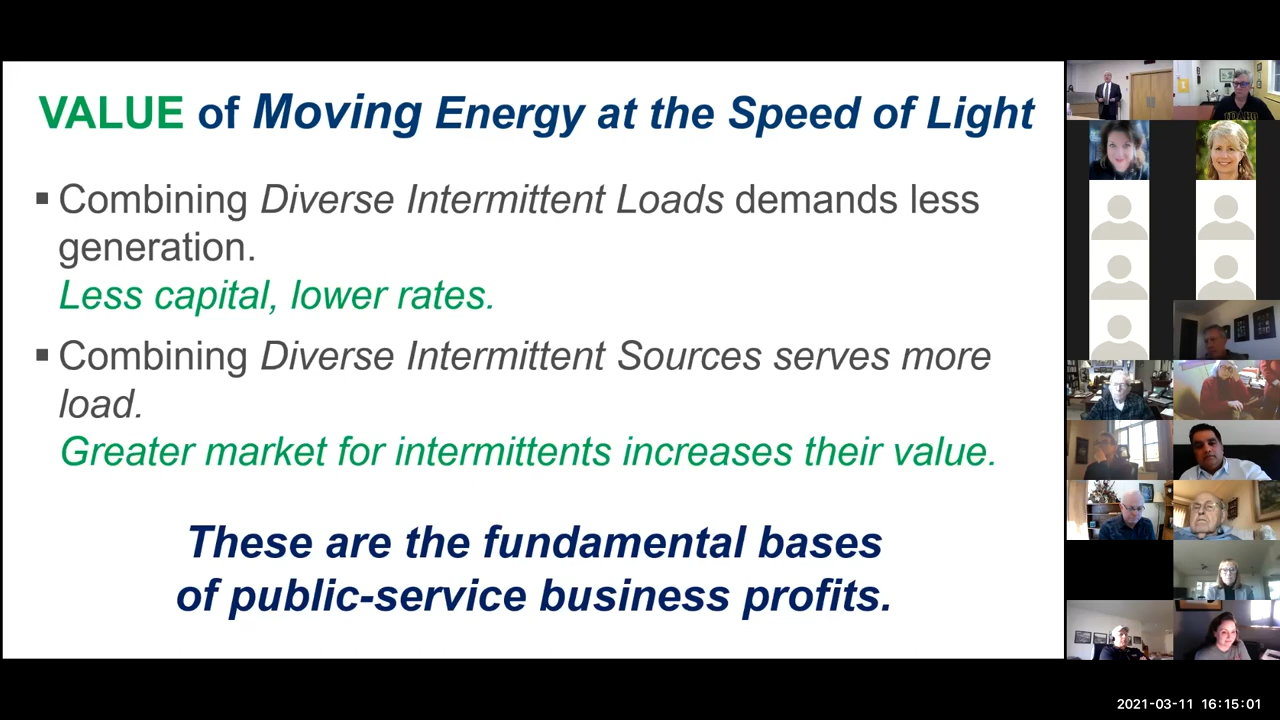 VALUE of Moving Energy at the Speed of Light
▪ Combining Diverse Intermittent Loads demands less
generation.
Less capital, lower rates.
▪ Combining Diverse Intermittent Sources serves more
load.
Greater market for intermittents increases their value.
These are the fundamental bases
of public-service business profits.
2021-03-11 16:15:01